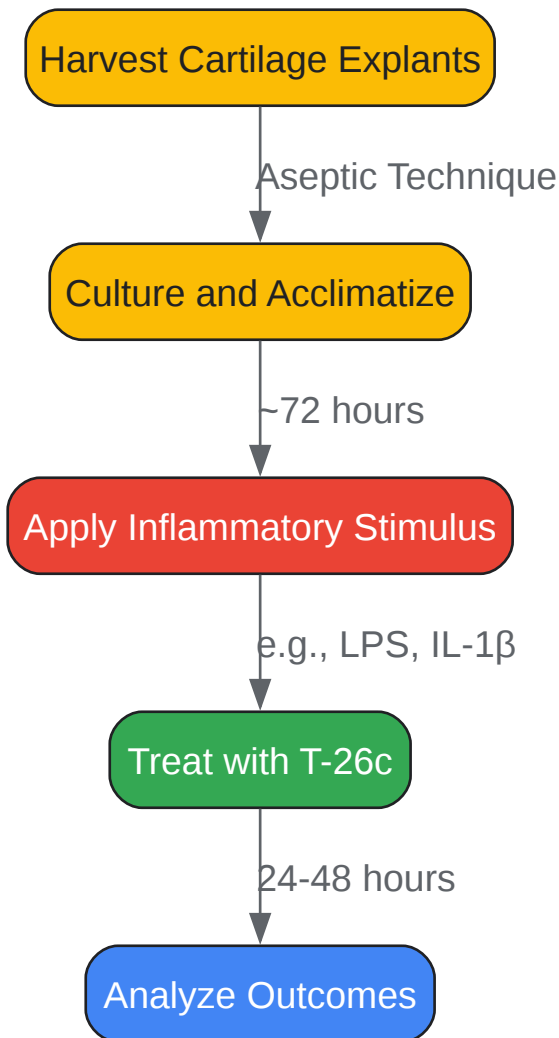 Harvest Cartilage Explants
Aseptic Technique
Culture and Acclimatize
~72 hours
Apply Inflammatory Stimulus
e.g., LPS, IL-1β
Treat with T-26c
24-48 hours
Analyze Outcomes